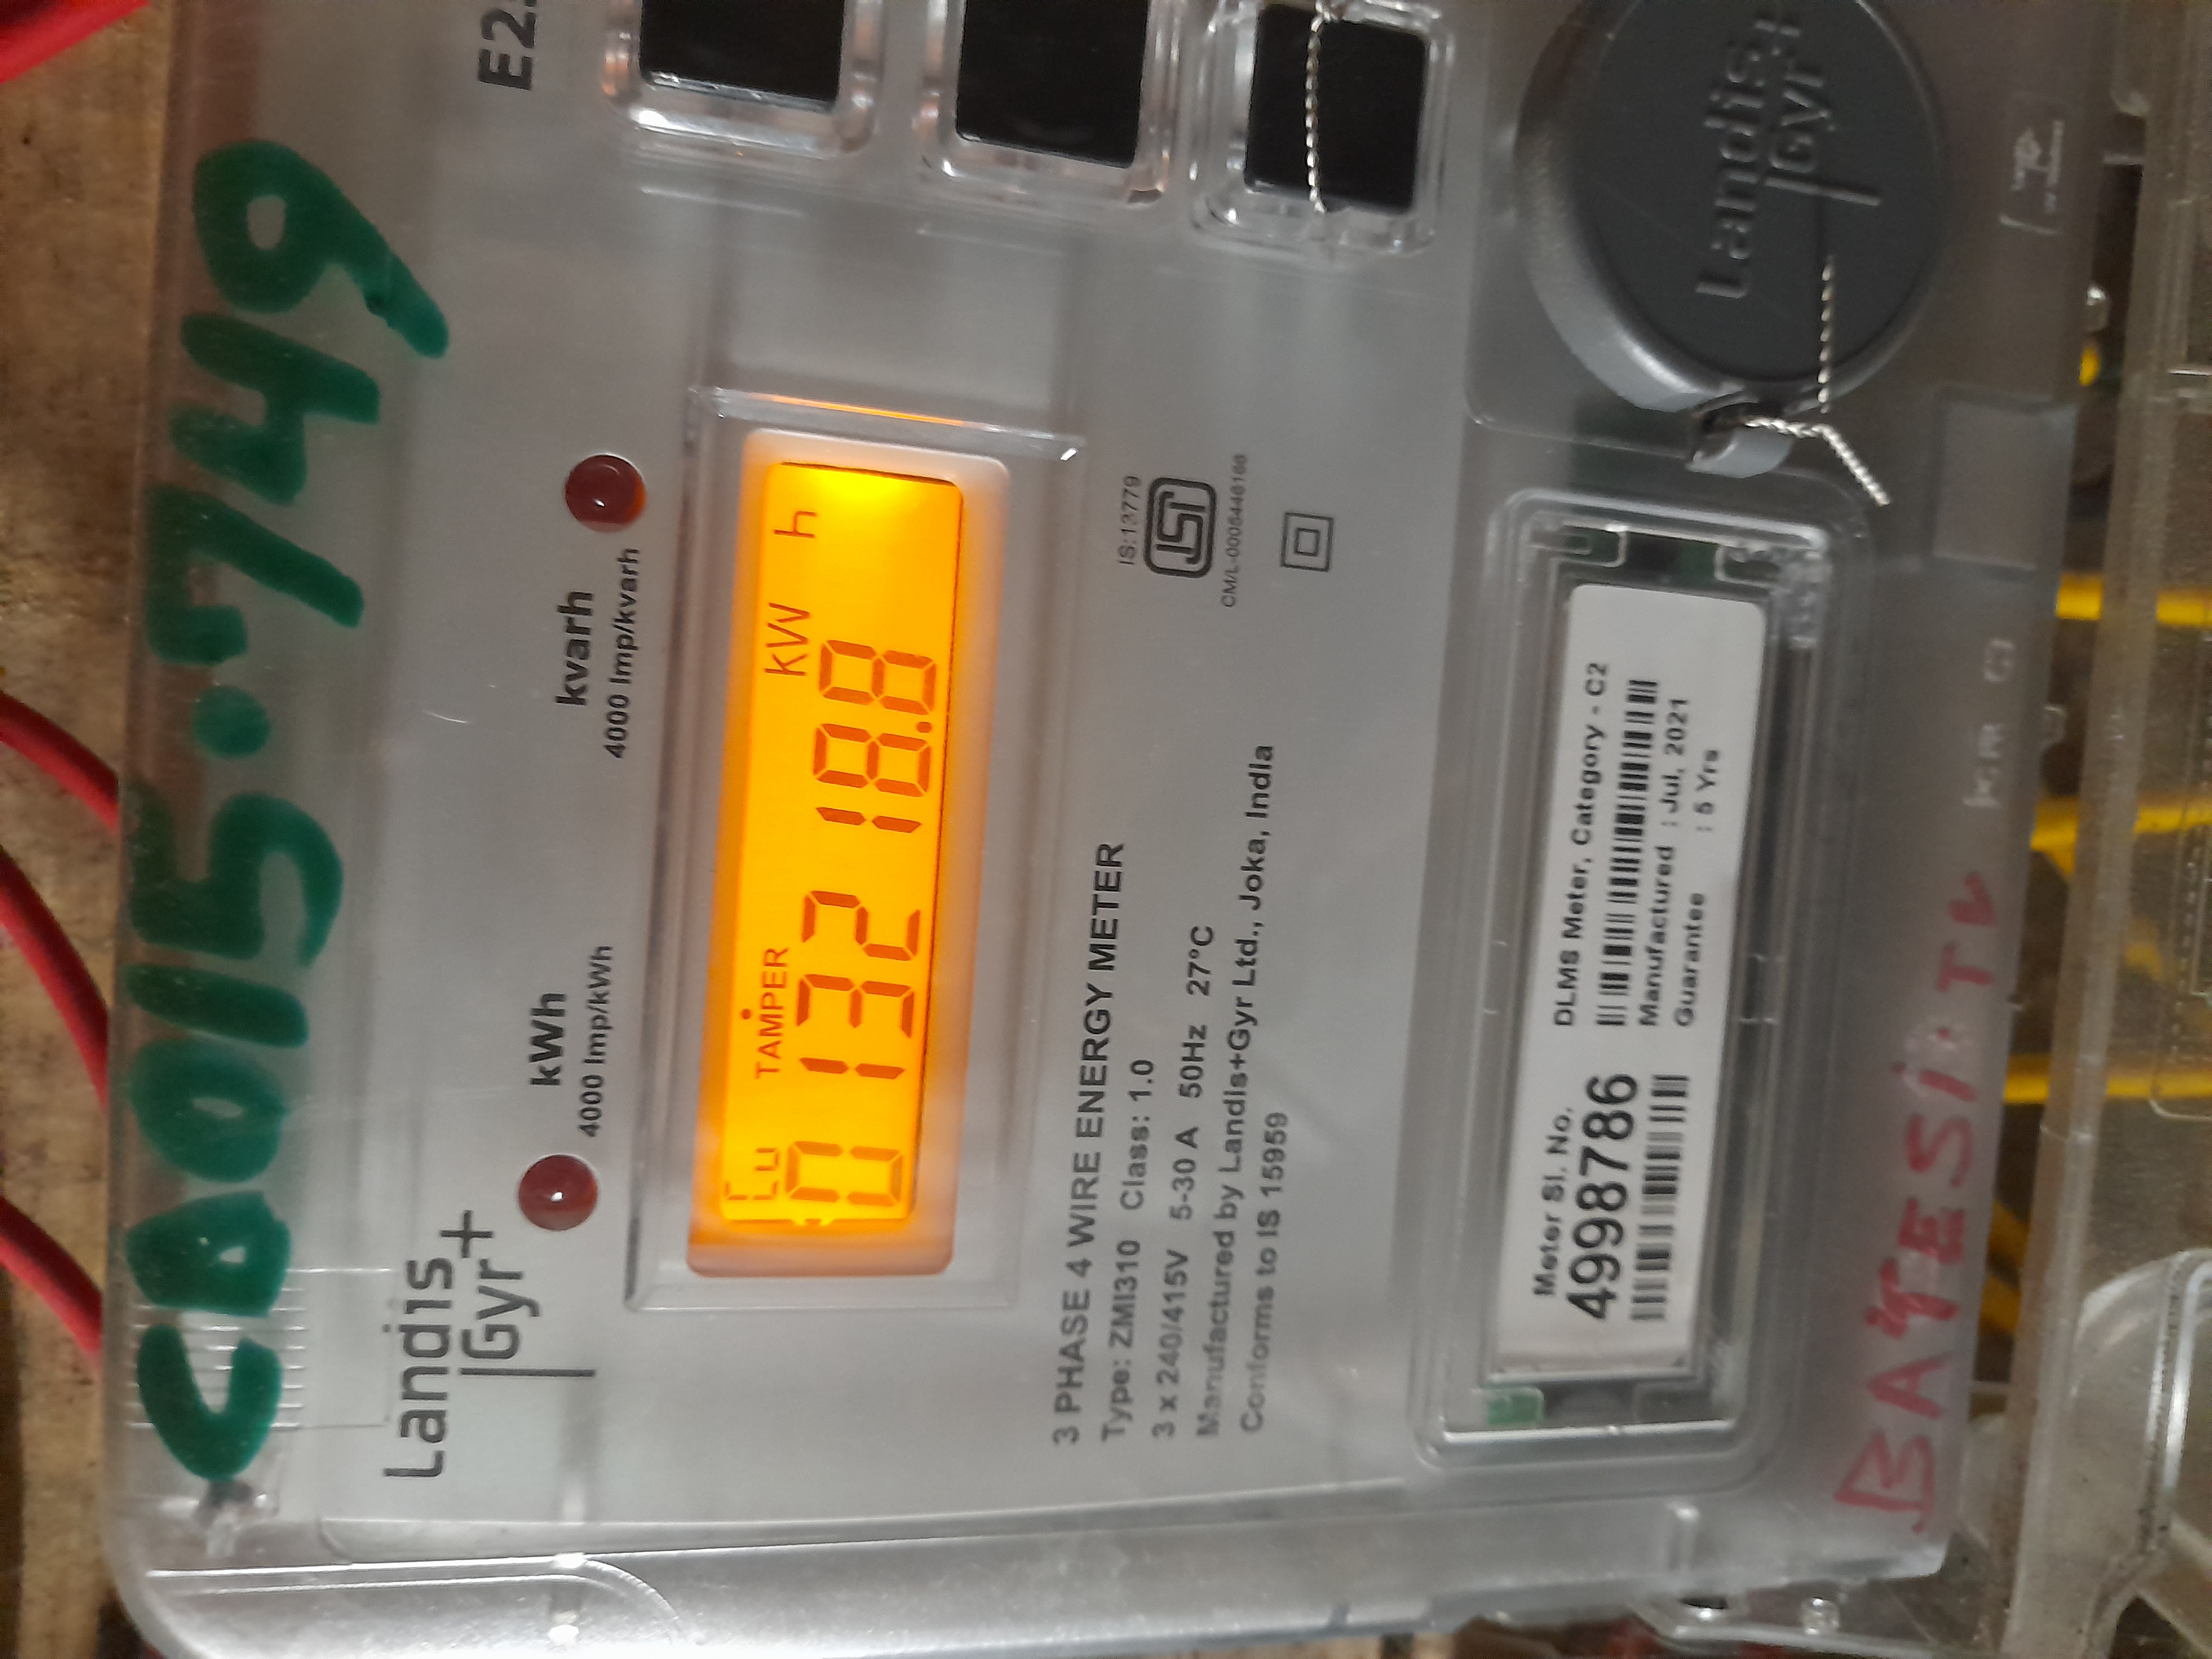 CA015.749
Landis
Gyr+
kWh
4000 Imp/kWh
kvarh
4000 Imp/kvarh
TAMPER
kW h
013218.8
3 PHASE 4 WIRE ENERGY METER
Type: ZMI310 Class: 1.0
3 x 240/415V 5-30 A 50Hz 27°C
Manufactured by Landis+Gyr Ltd., Joka, India
Conforms to IS 15959
IS:13779
ISI
Meter Sl. No.
4998786
DLMS Meter, Category - C2
Manufactured : Jul, 2021
Guarantee : 5 Yrs
Landis+
Gyr